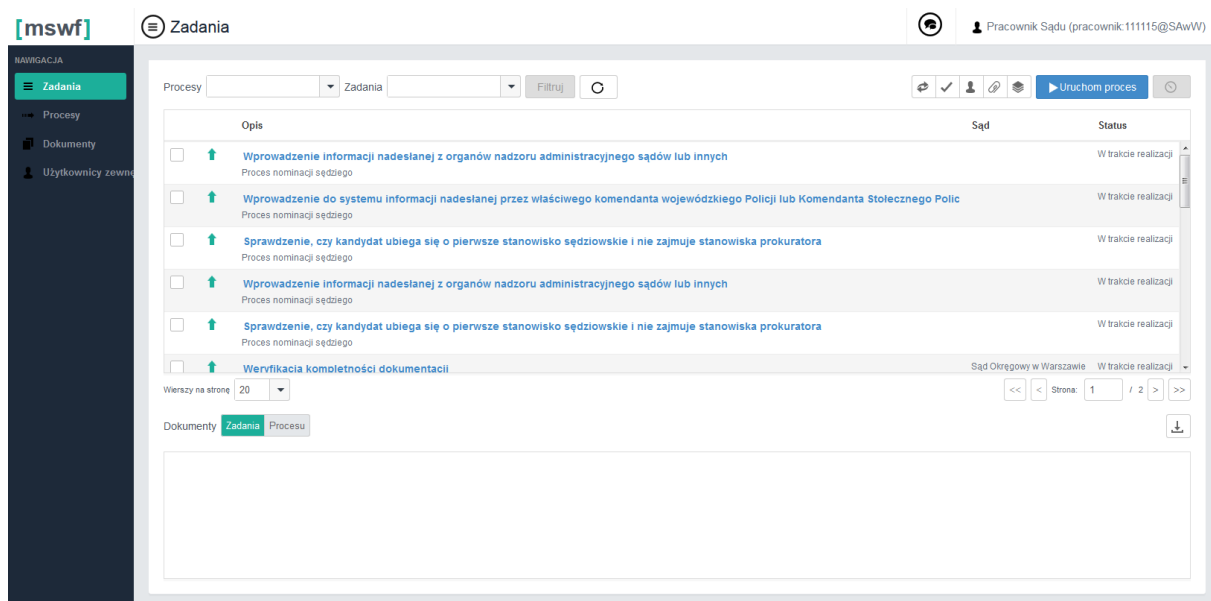 [mswf]
Zadania
Pracownik Sądu (pracownik:111115@SAwW)
NAWIGACJA
Zadania
Procesy
Dokumenty
Użytkownicy zewnę
Procesy
Zadania
Filtruj
Uruchom proces
Opis Sąd Status
Wprowadzenie informacji nadesłanej z organów nadzoru administracyjnego sądów lub innych W trakcie realizacji
Proces nominacji sędziego
Wprowadzenie do systemu informacji nadesłanej przez właściwego komendanta wojewódzkiego Policji lub Komendanta Stołecznego Polic W trakcie realizacji
Proces nominacji sędziego
Sprawdzenie, czy kandydat ubiega się o pierwsze stanowisko sędziowskie i nie zajmuje stanowiska prokuratora W trakcie realizacji
Proces nominacji sędziego
Wprowadzenie informacji nadesłanej z organów nadzoru administracyjnego sądów lub innych W trakcie realizacji
Proces nominacji sędziego
Sprawdzenie, czy kandydat ubiega się o pierwsze stanowisko sędziowskie i nie zajmuje stanowiska prokuratora W trakcie realizacji
Proces nominacji sędziego
Weryfikacja kompletności dokumentacji Sąd Okręgowy w Warszawie W trakcie realizacji
Wierszy na stronę 20 << < Strona: 1 / 2 > >>
Dokumenty Zadania Procesu